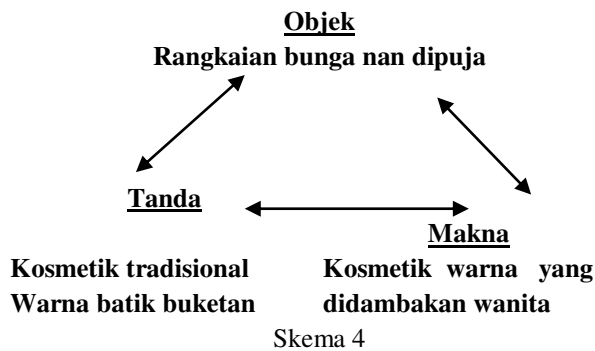 Objek
Rangkaian bunga nan dipuja
Tanda
Makna
Kosmetik tradisional
Warna batik buketan
Kosmetik warna yang
didambakan wanita
Skema 4